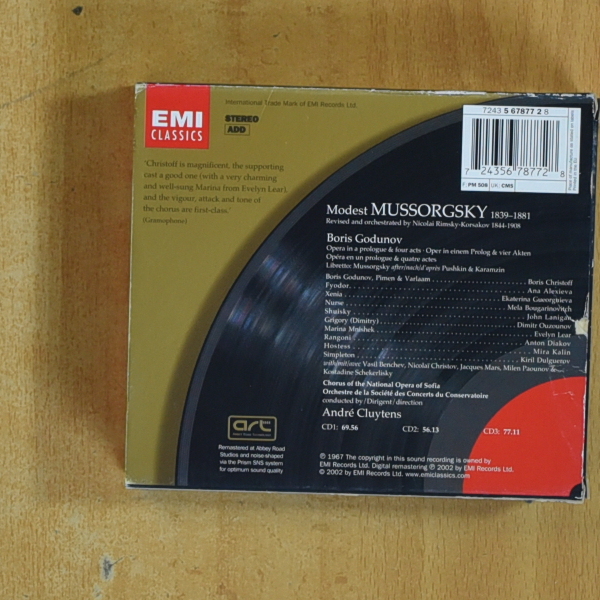 EMI
CLASSICS
International Trade Mark of EMI Records Ltd.
STEREO
ADD
'Christoff is magnificent, the supporting
cast a good one (with a very charming
and well-sung Marina from Evelyn Lear),
and the vigour, attack and tone of
the chorus are first-class.'
(Gramophone)
7243 5 67877 2 8
7 24356 78772 8
F: PM 508 UK: CMS
Modest MUSSORGSKY 1839–1881
Revised and orchestrated by Nicolai Rimsky-Korsakov 1844-1908
Boris Godunov
Opera in a prologue & four acts · Oper in einem Prolog & vier Akten
Opéra en un prologue & quatre actes
Libretto: Mussorgsky after/nach/d'après Pushkin & Karamzin
Boris Godunov, Pimen & Varlaam Boris Christoff
Fyodor Ana Alexieva
Xenia Ekaterina Gueorghieva
Nurse Mela Bougarinovitch
Shuisky John Lanigan
Grigory (Dimitry) Dimitr Ouzounov
Marina Mnishek Evelyn Lear
Rangoni Anton Diakov
Hostess Mira Kalin
Simpleton Kiril Dulguerov
with/mit/avec Vasil Benchev, Nicolai Christov, Jacques Mars, Milen Paounov &
Kostadine Schekerlisky
Chorus of the National Opera of Sofia
Orchestre de la Société des Concerts du Conservatoire
conducted by/Dirigent/direction
André Cluytens
CD1: 69.56 CD2: 56.13 CD3: 77.11
art
Remastered at Abbey Road
Studios and noise-shaped
via the Prism SNS system
for optimum sound quality
℗ 1967 The copyright in this sound recording is owned by
EMI Records Ltd. Digital remastering ℗ 2002 by EMI Records Ltd.
© 2002 by EMI Records Ltd. www.emiclassics.com